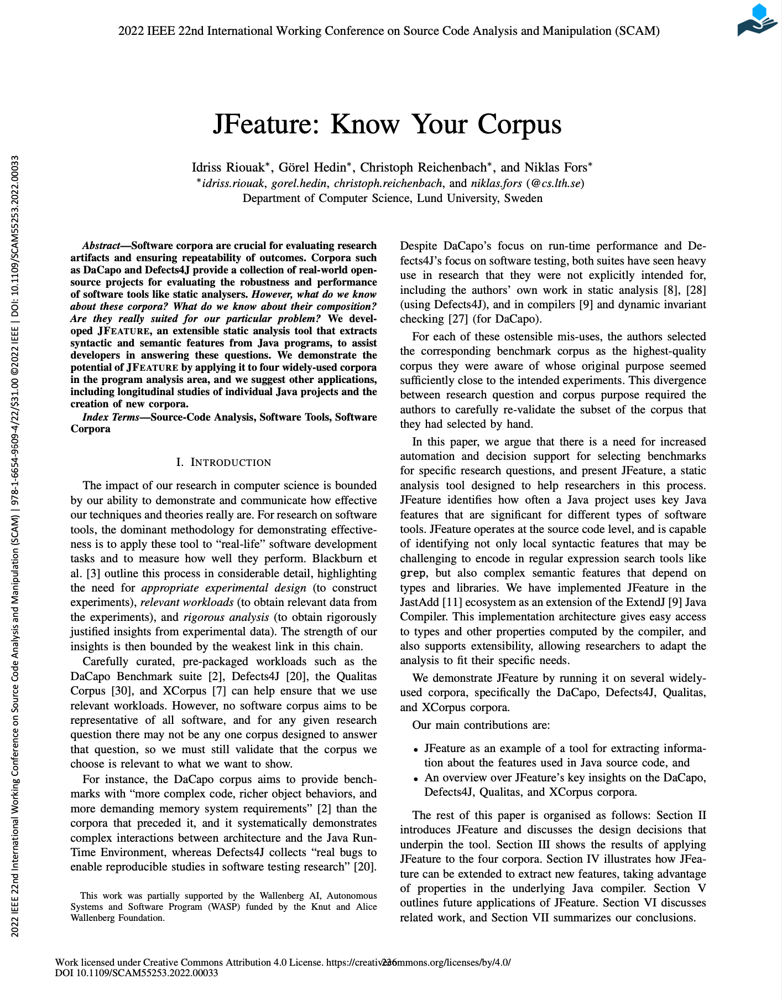 2022 IEEE 22nd International Working Conference on Source Code Analysis and Manipulation (SCAM)
JFeature: Know Your Corpus
Idriss Riouak*, Görel Hedin*, Christoph Reichenbach*, and Niklas Fors*
*idriss.riouak, gorel.hedin, christoph.reichenbach, and niklas.fors (@cs.lth.se)
Department of Computer Science, Lund University, Sweden
Abstract—Software corpora are crucial for evaluating research
artifacts and ensuring repeatability of outcomes. Corpora such
as DaCapo and Defects4J provide a collection of real-world open-
source projects for evaluating the robustness and performance
of software tools like static analysers. However, what do we know
about these corpora? What do we know about their composition?
Are they really suited for our particular problem? We devel-
oped JFEATURE, an extensible static analysis tool that extracts
syntactic and semantic features from Java programs, to assist
developers in answering these questions. We demonstrate the
potential of JFEATURE by applying it to four widely-used corpora
in the program analysis area, and we suggest other applications,
including longitudinal studies of individual Java projects and the
creation of new corpora.
Index Terms—Source-Code Analysis, Software Tools, Software
Corpora
I. INTRODUCTION
The impact of our research in computer science is bounded
by our ability to demonstrate and communicate how effective
our techniques and theories really are. For research on software
tools, the dominant methodology for demonstrating effective-
ness is to apply these tool to “real-life” software development
tasks and to measure how well they perform. Blackburn et
al. [3] outline this process in considerable detail, highlighting
the need for appropriate experimental design (to construct
experiments), relevant workloads (to obtain relevant data from
the experiments), and rigorous analysis (to obtain rigorously
justified insights from experimental data). The strength of our
insights is then bounded by the weakest link in this chain.
Carefully curated, pre-packaged workloads such as the
DaCapo Benchmark suite [2], Defects4J [20], the Qualitas
Corpus [30], and XCorpus [7] can help ensure that we use
relevant workloads. However, no software corpus aims to be
representative of all software, and for any given research
question there may not be any one corpus designed to answer
that question, so we must still validate that the corpus we
choose is relevant to what we want to show.
For instance, the DaCapo corpus aims to provide bench-
marks with “more complex code, richer object behaviors, and
more demanding memory system requirements” [2] than the
corpora that preceded it, and it systematically demonstrates
complex interactions between architecture and the Java Run-
Time Environment, whereas Defects4J collects “real bugs to
enable reproducible studies in software testing research” [20].
This work was partially supported by the Wallenberg AI, Autonomous
Systems and Software Program (WASP) funded by the Knut and Alice
Wallenberg Foundation.
Despite DaCapo’s focus on run-time performance and De-
fects4J’s focus on software testing, both suites have seen heavy
use in research that they were not explicitly intended for,
including the authors’ own work in static analysis [8], [28]
(using Defects4J), and in compilers [9] and dynamic invariant
checking [27] (for DaCapo).
For each of these ostensible mis-uses, the authors selected
the corresponding benchmark corpus as the highest-quality
corpus they were aware of whose original purpose seemed
sufficiently close to the intended experiments. This divergence
between research question and corpus purpose required the
authors to carefully re-validate the subset of the corpus that
they had selected by hand.
In this paper, we argue that there is a need for increased
automation and decision support for selecting benchmarks
for specific research questions, and present JFeature, a static
analysis tool designed to help researchers in this process.
JFeature identifies how often a Java project uses key Java
features that are significant for different types of software
tools. JFeature operates at the source code level, and is capable
of identifying not only local syntactic features that may be
challenging to encode in regular expression search tools like
grep, but also complex semantic features that depend on
types and libraries. We have implemented JFeature in the
JastAdd [11] ecosystem as an extension of the ExtendJ [9] Java
Compiler. This implementation architecture gives easy access
to types and other properties computed by the compiler, and
also supports extensibility, allowing researchers to adapt the
analysis to fit their specific needs.
We demonstrate JFeature by running it on several widely-
used corpora, specifically the DaCapo, Defects4J, Qualitas,
and XCorpus corpora.
Our main contributions are:
• JFeature as an example of a tool for extracting informa-
tion about the features used in Java source code, and
• An overview over JFeature’s key insights on the DaCapo,
Defects4J, Qualitas, and XCorpus corpora.
The rest of this paper is organised as follows: Section II
introduces JFeature and discusses the design decisions that
underpin the tool. Section III shows the results of applying
JFeature to the four corpora. Section IV illustrates how JFea-
ture can be extended to extract new features, taking advantage
of properties in the underlying Java compiler. Section V
outlines future applications of JFeature. Section VI discusses
related work, and Section VII summarizes our conclusions.
2022 IEEE 22nd International Working Conference on Source Code Analysis and Manipulation (SCAM) | 978-1-6654-9609-4/22/$31.00 ©2022 IEEE | DOI: 10.1109/SCAM55253.2022.00033
Work licensed under Creative Commons Attribution 4.0 License. https://creativecommons.org/licenses/by/4.0/
236
DOI 10.1109/SCAM55253.2022.00033